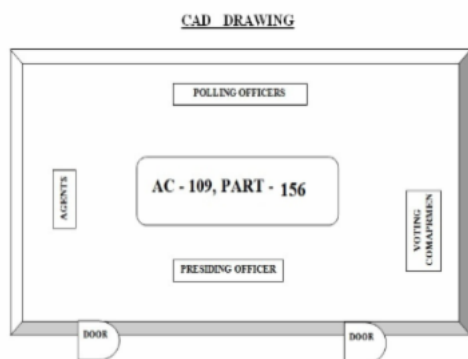 CAD DRAWING
POLLING OFFICERS
AGENTS
AC - 109, PART - 156
VOTING
COMAPRMEN
PRESIDING OFFICER
DOOR
DOOR